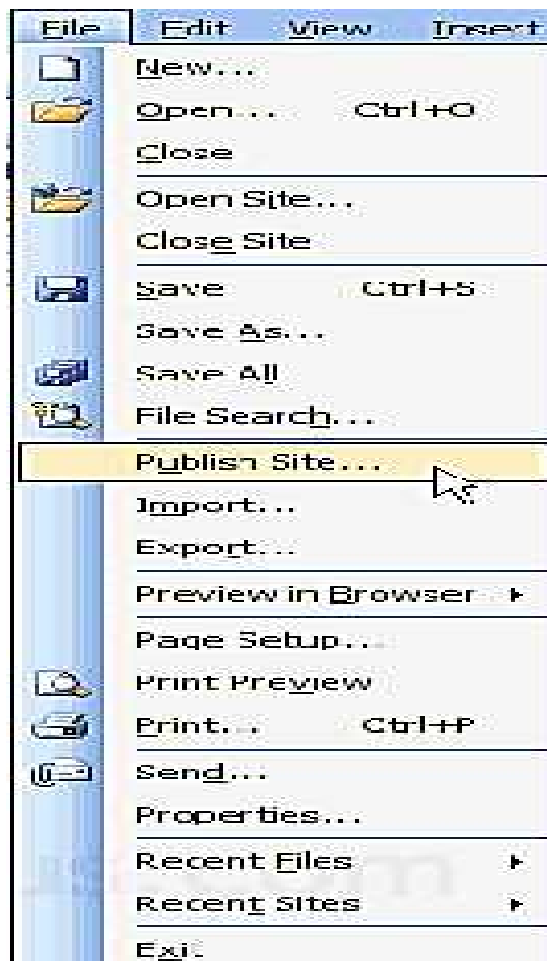 File Edit View Insert
New...
Open... Ctrl+O
Close
Open Site...
Close Site
Save Ctrl+S
Save As...
Save All
File Search...
Publish Site...
Import...
Export...
Preview in Browser
Page Setup...
Print Preview
Print... Ctrl+P
Send...
Properties...
Recent Files
Recent Sites
Exit